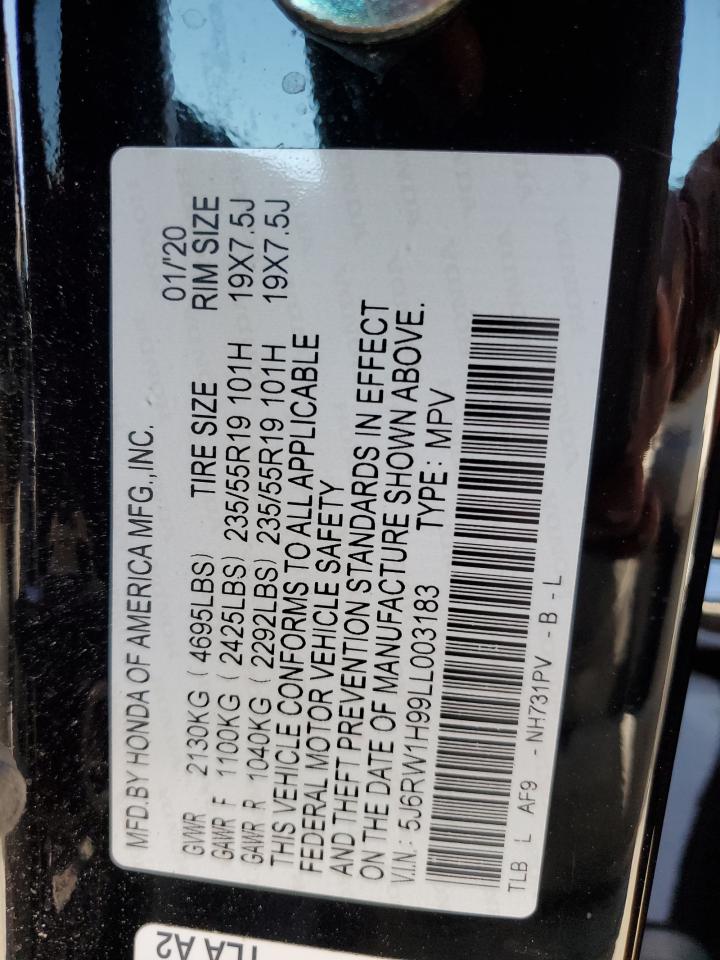 MFD.BY HONDA OF AMERICA MFG.,INC.
01/'20
GVWR 2130KG ( 4695LBS) TIRE SIZE RIM SIZE
GAWR F 1100KG ( 2425LBS) 235/55R19 101H 19X7.5J
GAWR R 1040KG ( 2292LBS) 235/55R19 101H 19X7.5J
THIS VEHICLE CONFORMS TO ALL APPLICABLE
FEDERAL MOTOR VEHICLE SAFETY
AND THEFT PREVENTION STANDARDS IN EFFECT
ON THE DATE OF MANUFACTURE SHOWN ABOVE.
V.I.N.: 5J6RW1H99LL003183 TYPE: MPV
TLB L AF9 - NH731PV - B - L
TLA A2